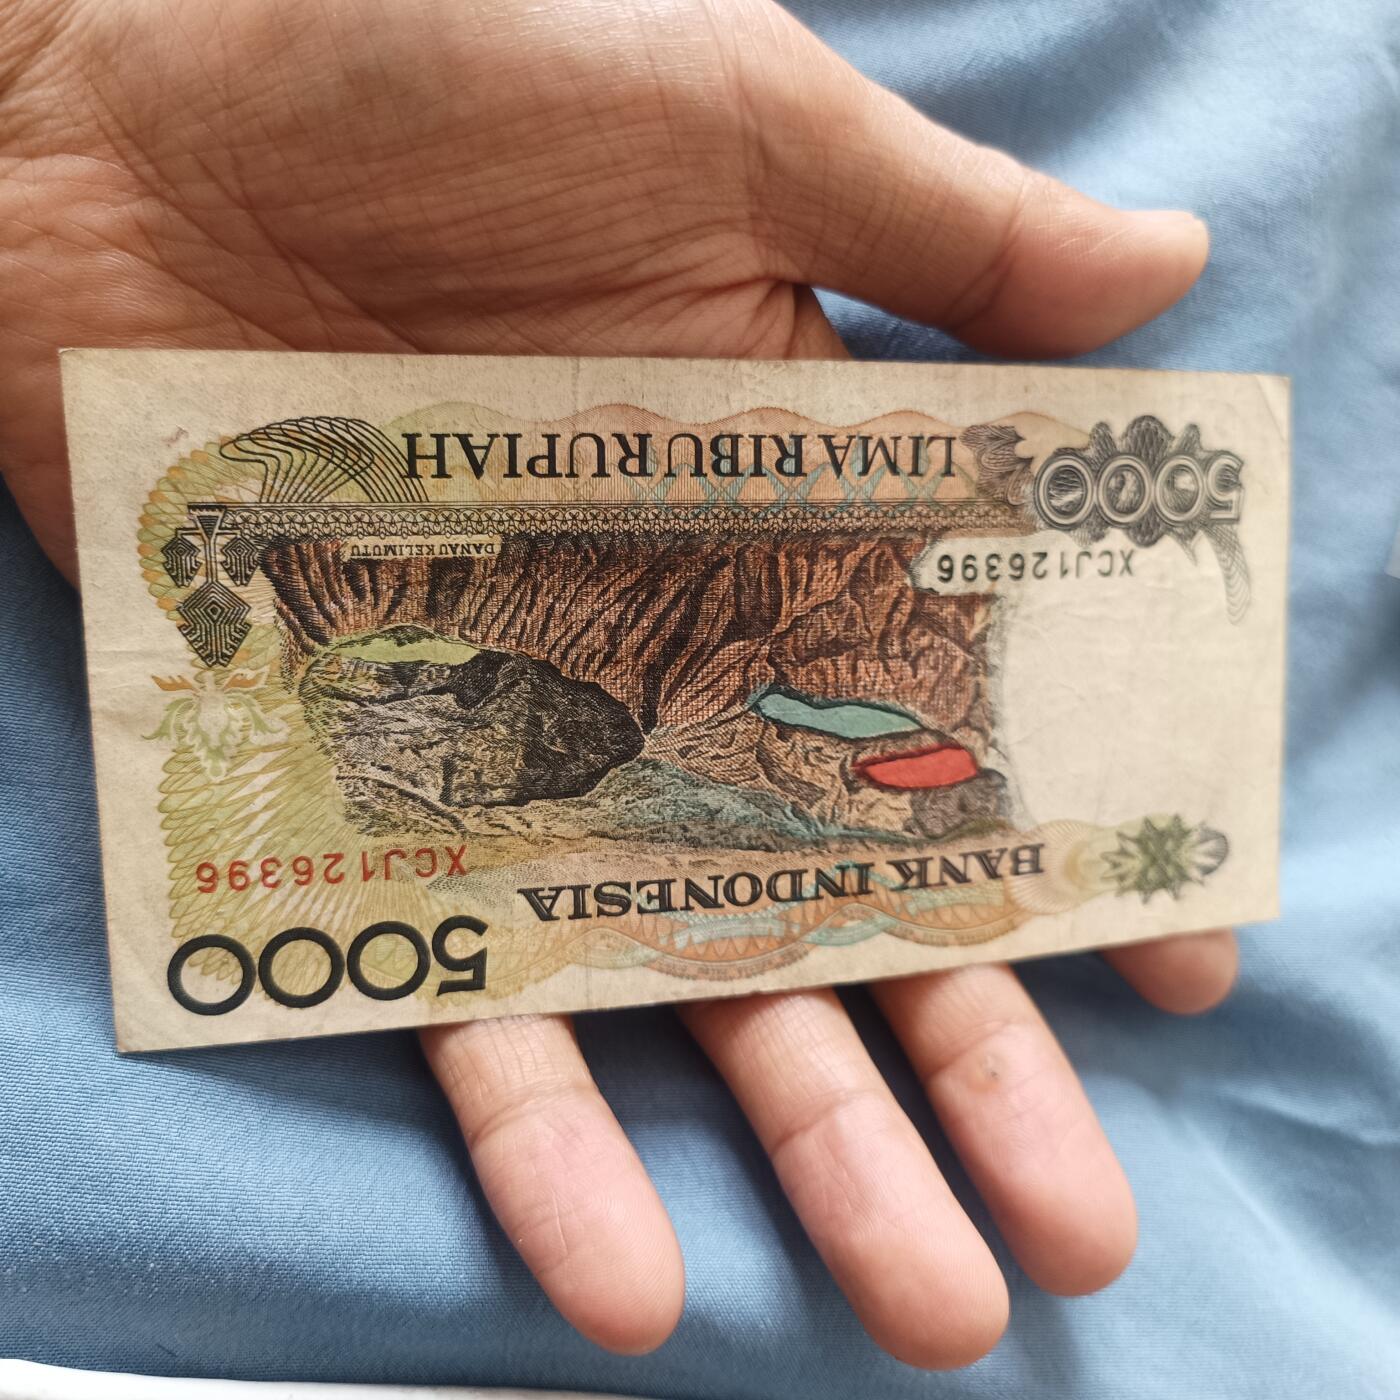 5000
BANK INDONESIA
XCJ126396
XCJ126396
DANAU KELIMUTU
5000
LIMA RIBU RUPIAH